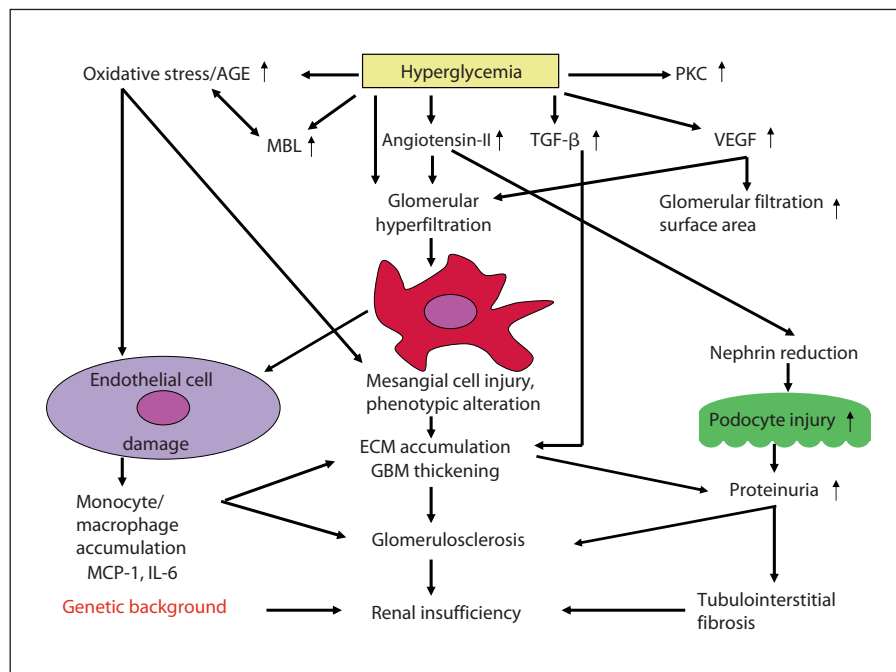 Oxidative stress/AGE ↑
Hyperglycemia
PKC ↑
MBL ↑
Angiotensin-II ↑
TGF-β ↑
VEGF ↑
Glomerular
hyperfiltration
Glomerular filtration ↑
surface area
Nephrin reduction
Endothelial cell
damage
Mesangial cell injury,
phenotypic alteration
Podocyte injury ↑
ECM accumulation
GBM thickening
Proteinuria ↑
Monocyte/
macrophage
accumulation
MCP-1, IL-6
Glomerulosclerosis
Genetic background
Renal insufficiency
Tubulointerstitial
fibrosis